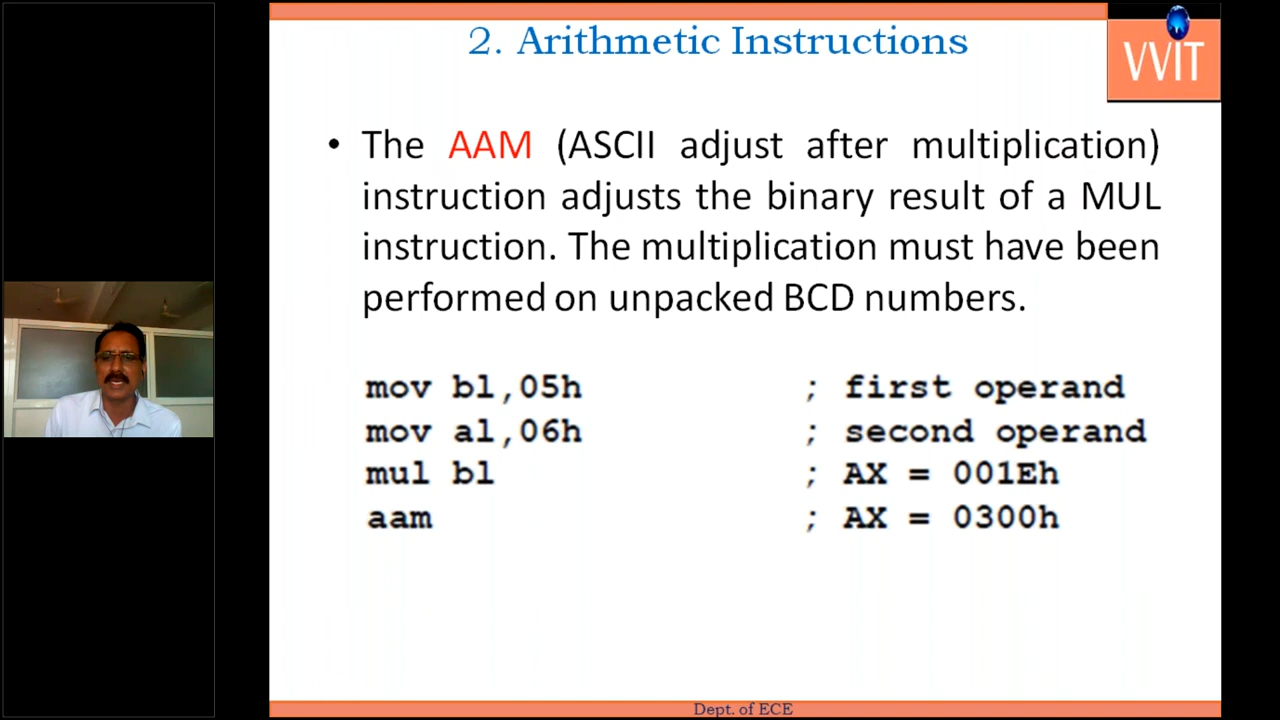 2. Arithmetic Instructions
VVIT
• The AAM (ASCII adjust after multiplication)
instruction adjusts the binary result of a MUL
instruction. The multiplication must have been
performed on unpacked BCD numbers.
mov bl,05h ; first operand
mov al,06h ; second operand
mul bl ; AX = 001Eh
aam ; AX = 0300h
Dept. of ECE